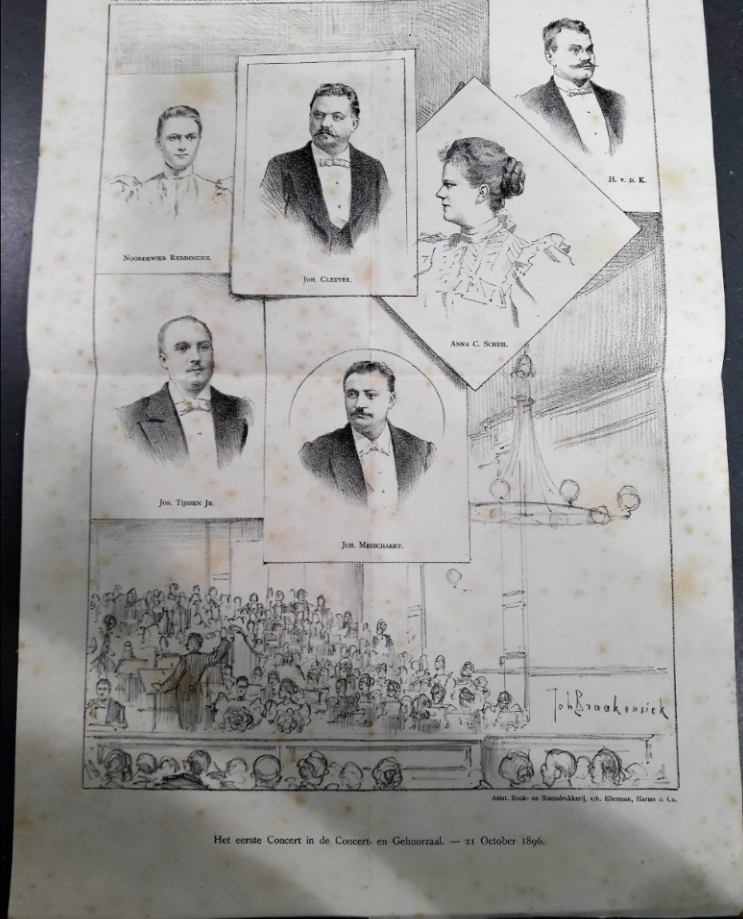 H. v. d. K.
Noordewier Reddingius.
Joh. Cleuver.
Anna C. Schuil.
Jos. Tijssen Jr.
Joh. Messchaert.
Joh Braakensiek
Amst. Boek- en Steendrukkerij, v/h. Ellerman, Harms & Co.
Het eerste Concert in de Concert- en Gehoorzaal. — 21 October 1896.